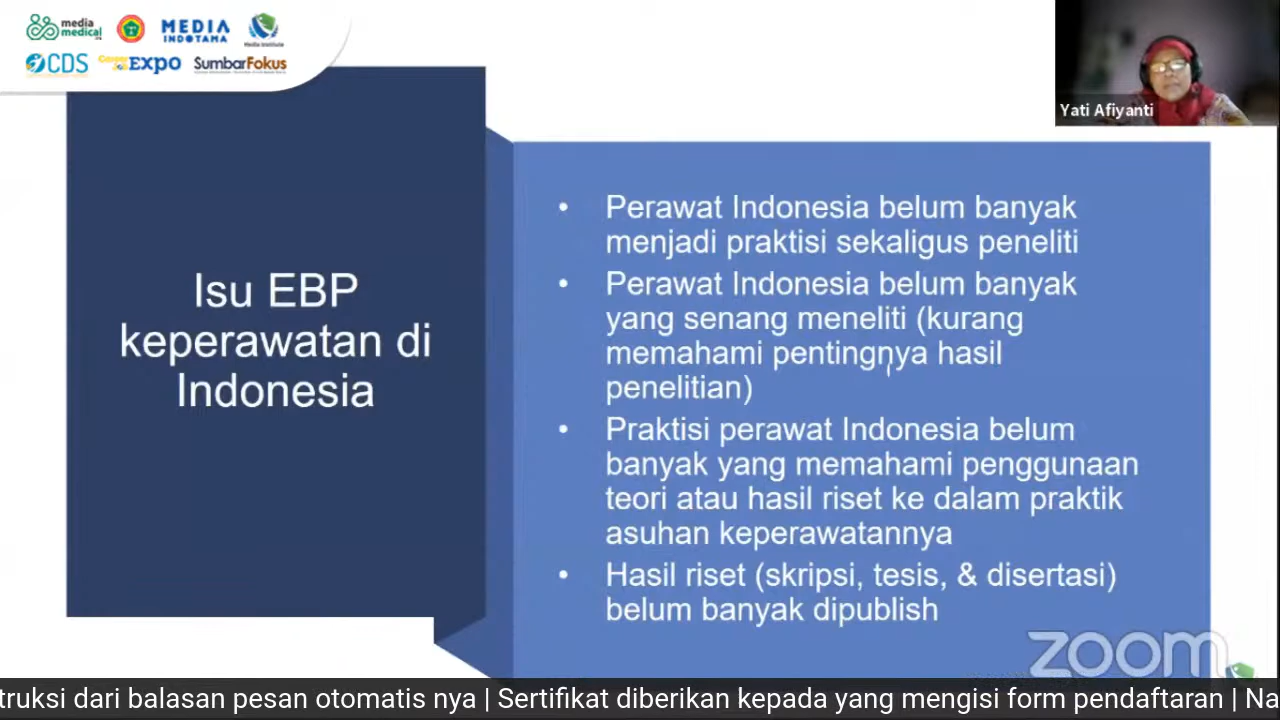 media
medical
MEDIA
INDOTAMA
Media Institute
CDS
Career
EXPO
SumbarFokus
Yati Afiyanti
Isu EBP
keperawatan di
Indonesia
• Perawat Indonesia belum banyak
menjadi praktisi sekaligus peneliti
• Perawat Indonesia belum banyak
yang senang meneliti (kurang
memahami pentingnya hasil
penelitian)
• Praktisi perawat Indonesia belum
banyak yang memahami penggunaan
teori atau hasil riset ke dalam praktik
asuhan keperawatannya
• Hasil riset (skripsi, tesis, & disertasi)
belum banyak dipublish
zoom
truksi dari balasan pesan otomatis nya | Sertifikat diberikan kepada yang mengisi form pendaftaran | Na